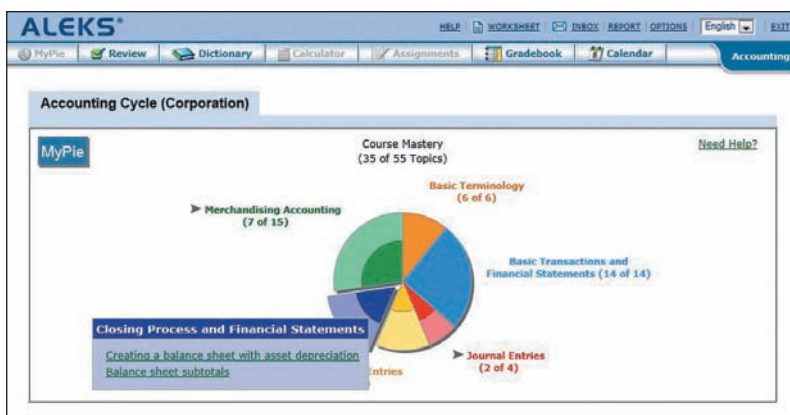 ALEKS®
HELP WORKSHEET INBOX REPORT OPTIONS English EXIT
MyPie Review Dictionary Calculator Assignments Gradebook Calendar Accounting
Accounting Cycle (Corporation)
MyPie
Course Mastery
(35 of 55 Topics)
Need Help?
Basic Terminology
(6 of 6)
Merchandising Accounting
(7 of 15)
Basic Transactions and
Financial Statements (14 of 14)
Closing Process and Financial Statements
Creating a balance sheet with asset depreciation
Balance sheet subtotals
Entries
Journal Entries
(2 of 4)